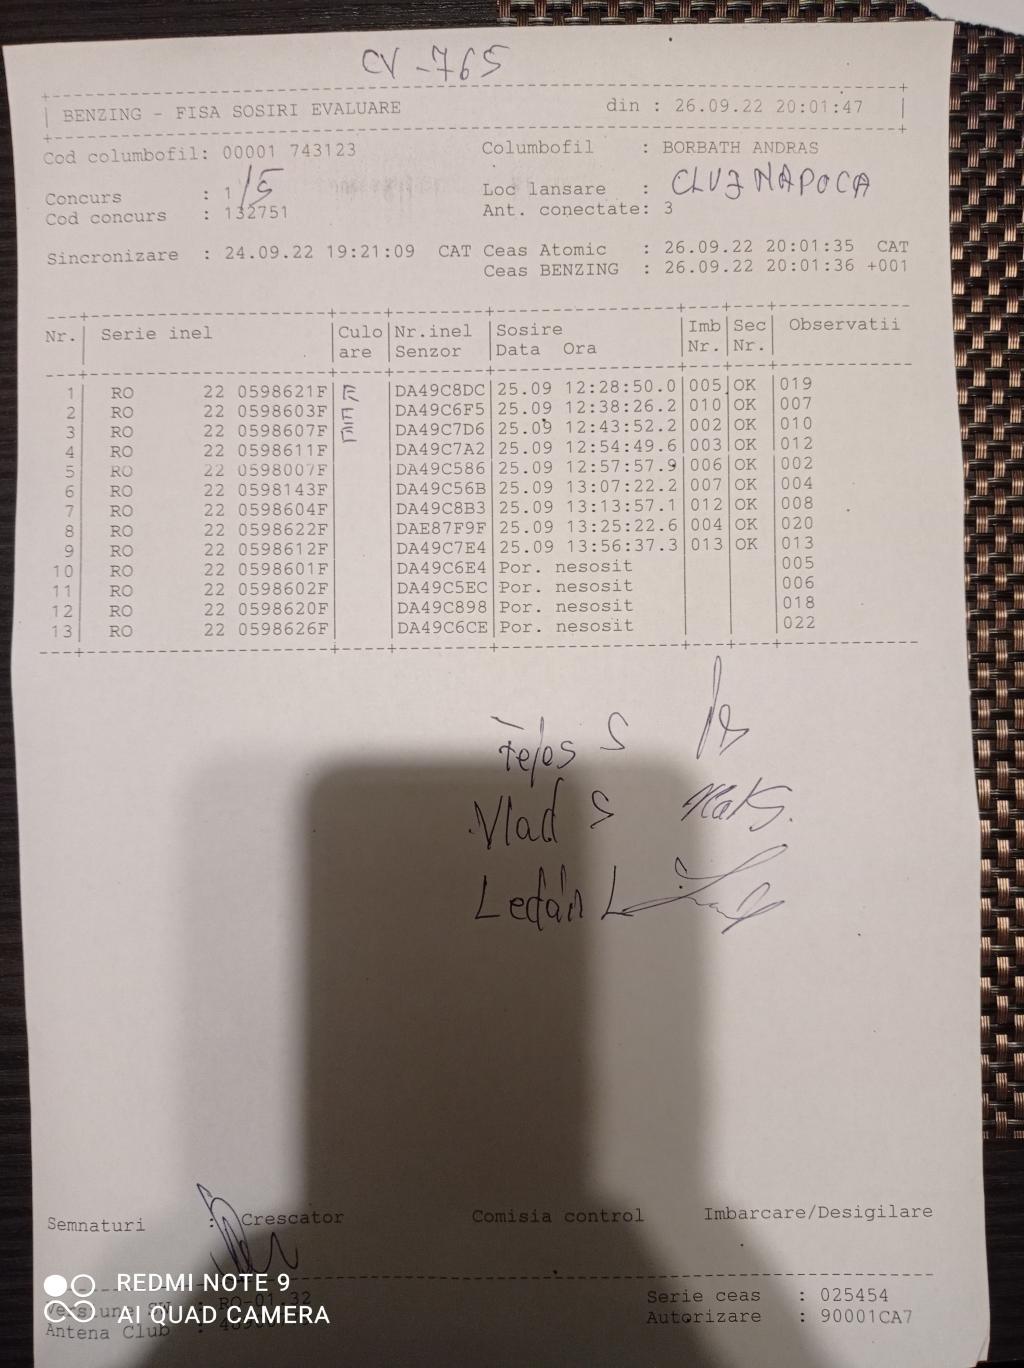 CV-765
BENZING - FISA SOSIRI EVALUARE din : 26.09.22 20:01:47
Cod columbofil: 00001 743123 Columbofil : BORBATH ANDRAS
Concurs : 1/5 Loc lansare : CLUJ NAPOCA
Cod concurs : 132751 Ant. conectate: 3
Sincronizare : 24.09.22 19:21:09 CAT Ceas Atomic : 26.09.22 20:01:35 CAT
Ceas BENZING : 26.09.22 20:01:36 +001
Nr. Serie inel Culo Nr.inel Sosire Imb Sec Observatii
are Senzor Data Ora Nr. Nr.
1 RO 22 0598621F DA49C8DC 25.09 12:28:50.0 005 OK 019
2 RO 22 0598603F DA49C6F5 25.09 12:38:26.2 010 OK 007
3 RO 22 0598607F DA49C7D6 25.09 12:43:52.2 002 OK 010
4 RO 22 0598611F DA49C7A2 25.09 12:54:49.6 003 OK 012
5 RO 22 0598007F DA49C586 25.09 12:57:57.9 006 OK 002
6 RO 22 0598143F DA49C56B 25.09 13:07:22.2 007 OK 004
7 RO 22 0598604F DA49C8B3 25.09 13:13:57.1 012 OK 008
8 RO 22 0598622F DAE87F9F 25.09 13:25:22.6 004 OK 020
9 RO 22 0598612F DA49C7E4 25.09 13:56:37.3 013 OK 013
10 RO 22 0598601F DA49C6E4 Por. nesosit 005
11 RO 22 0598602F DA49C5EC Por. nesosit 006
12 RO 22 0598620F DA49C898 Por. nesosit 018
13 RO 22 0598626F DA49C6CE Por. nesosit 022
Fejes S
Vlad S
Ledán L
Semnaturi : Crescator Comisia control Imbarcare/Desigilare
REDMI NOTE 9
AI QUAD CAMERA
Serie ceas : 025454
Antena Club : Autorizare : 90001CA7